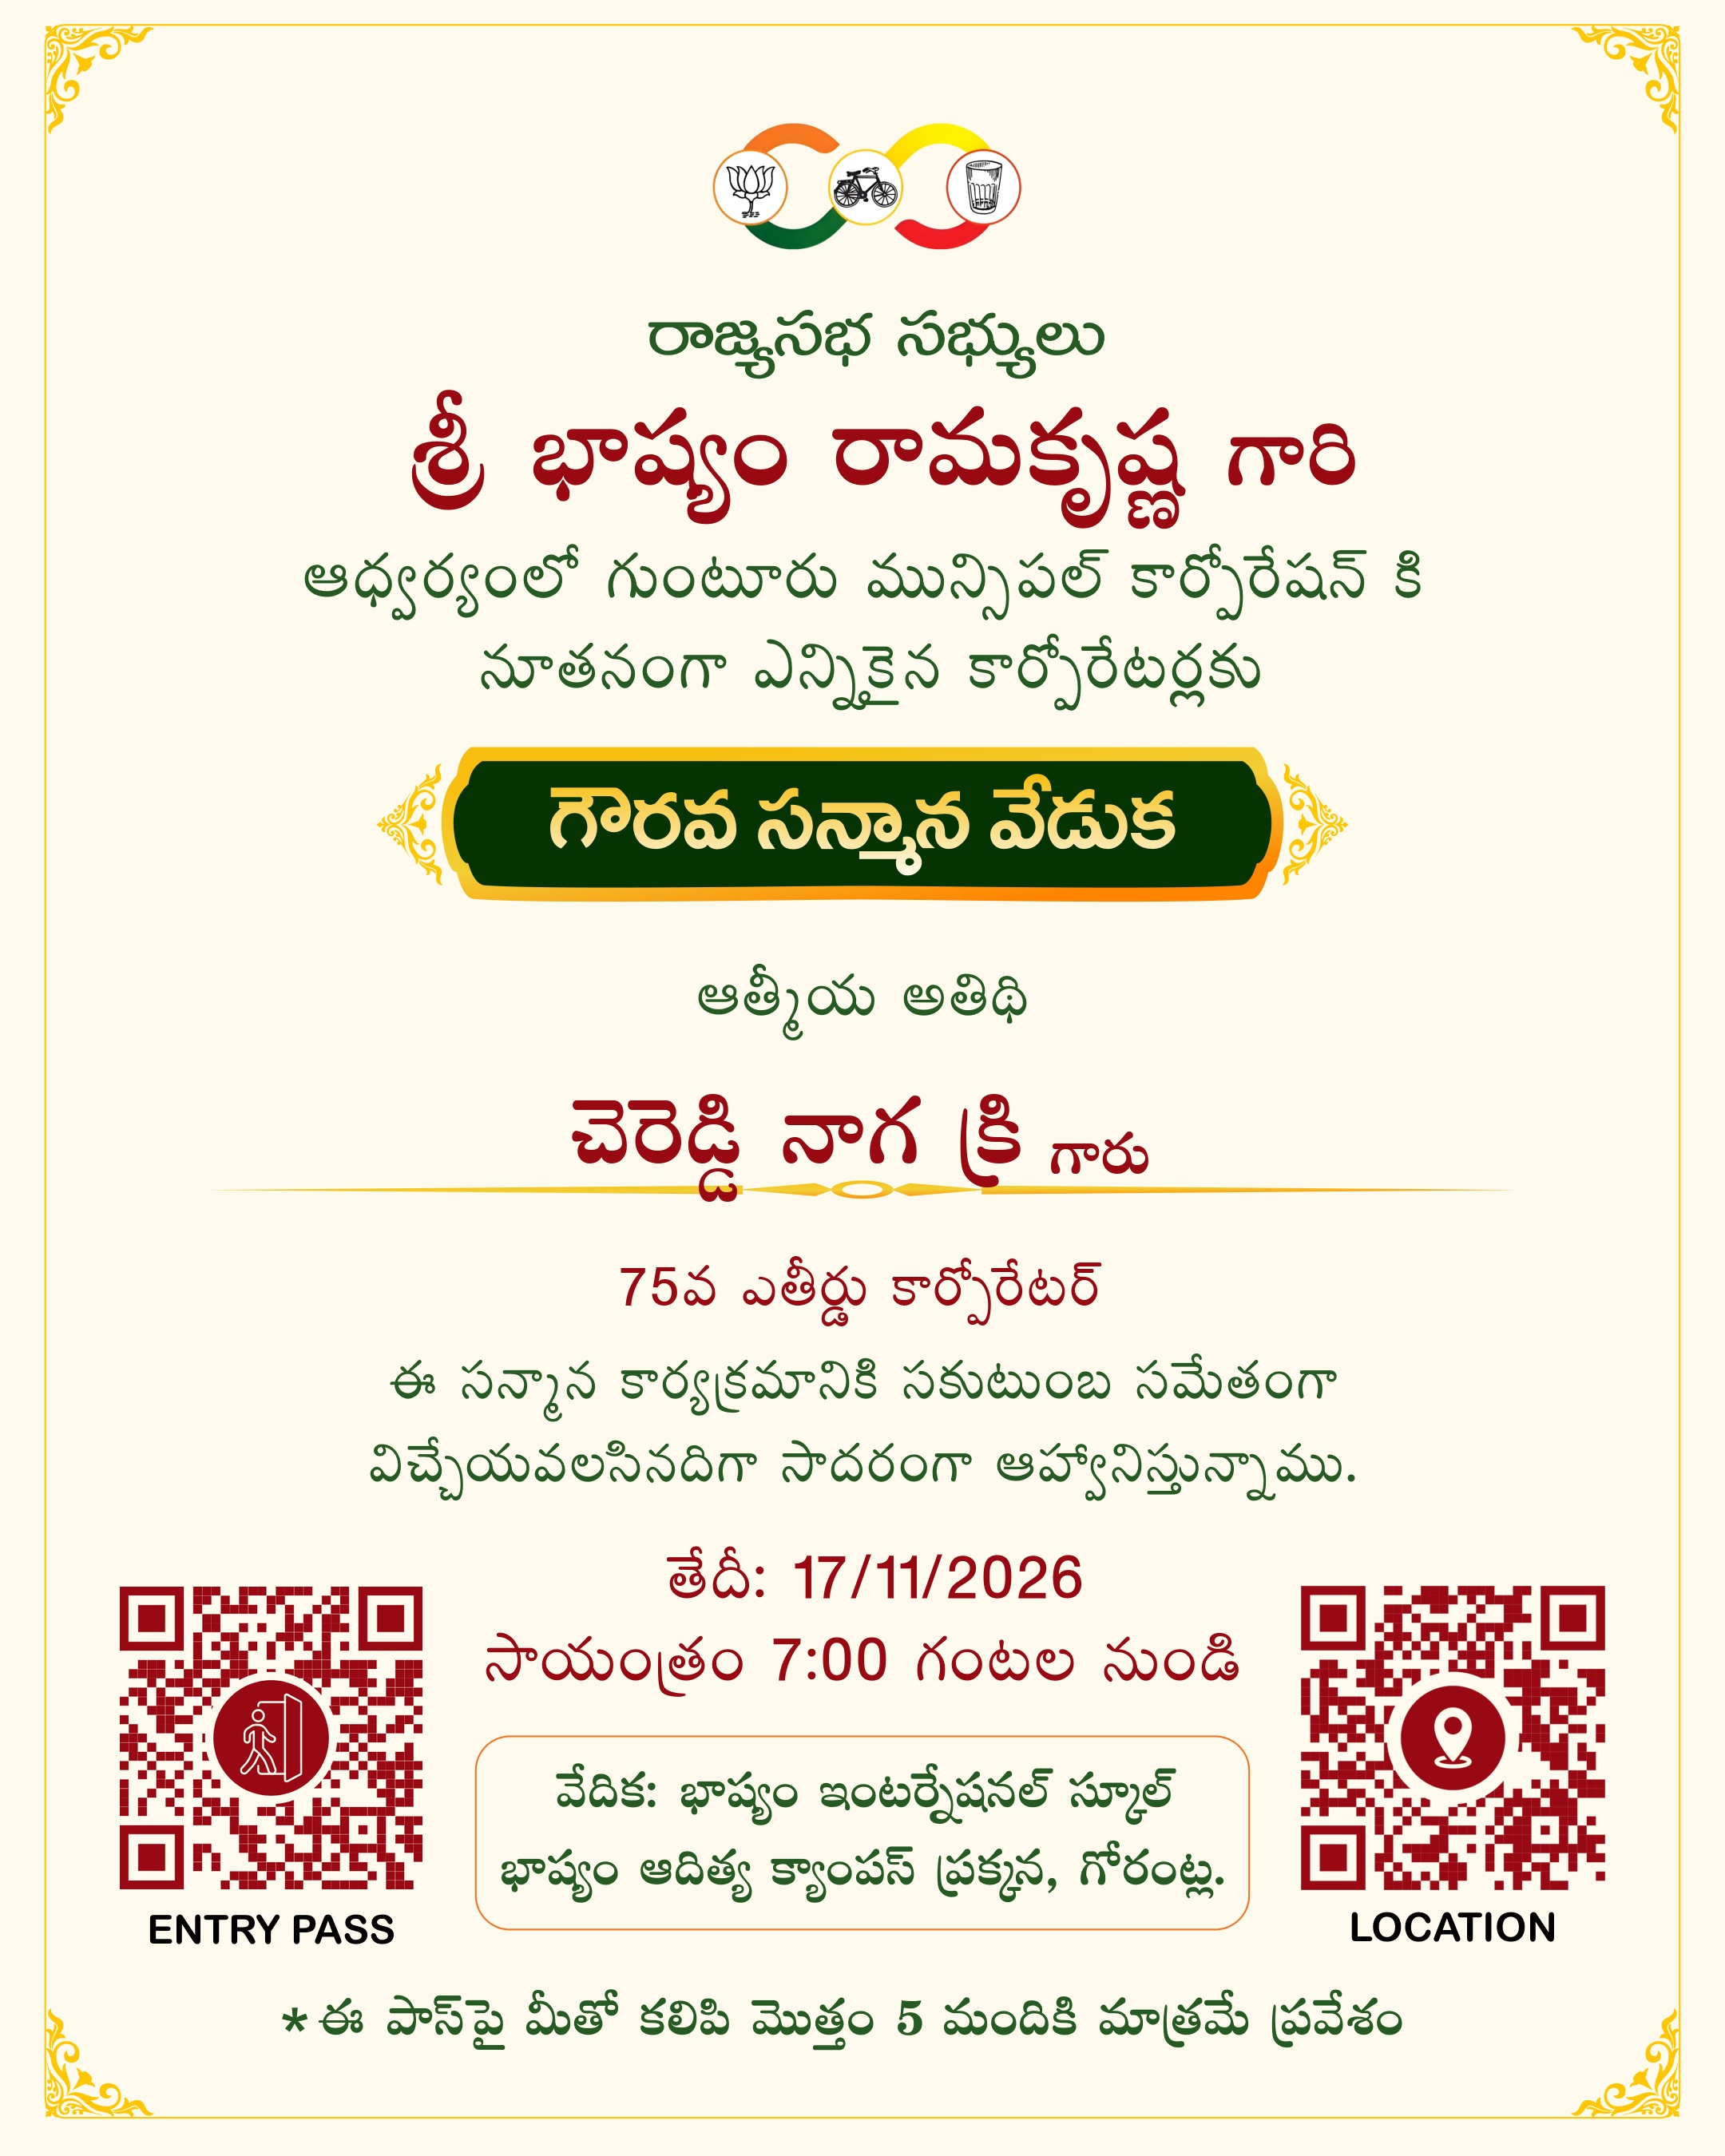 రాజ్యసభ సభ్యులు
శ్రీ భాష్యం రామకృష్ణ గారి
ఆధ్వర్యంలో గుంటూరు మున్సిపల్ కార్పోరేషన్ కి
నూతనంగా ఎన్నికైన కార్పోరేటర్లకు
గౌరవ సన్మాన వేడుక
ఆత్మీయ అతిథి
చెరెడ్డి నాగ క్రి గారు
75వ ఎతీర్డు కార్పోరేటర్
ఈ సన్మాన కార్యక్రమానికి సకుటుంబ సమేతంగా
విచ్చేయవలసినదిగా సాదరంగా ఆహ్వానిస్తున్నాము.
తేదీ: 17/11/2026
సాయంత్రం 7:00 గంటల నుండి
వేదిక: భాష్యం ఇంటర్నేషనల్ స్కూల్
భాష్యం ఆదిత్య క్యాంపస్ ప్రక్కన, గోరంట్ల.
ENTRY PASS
LOCATION
*ఈ పాస్‌పై మీతో కలిపి మొత్తం 5 మందికి మాత్రమే ప్రవేశం